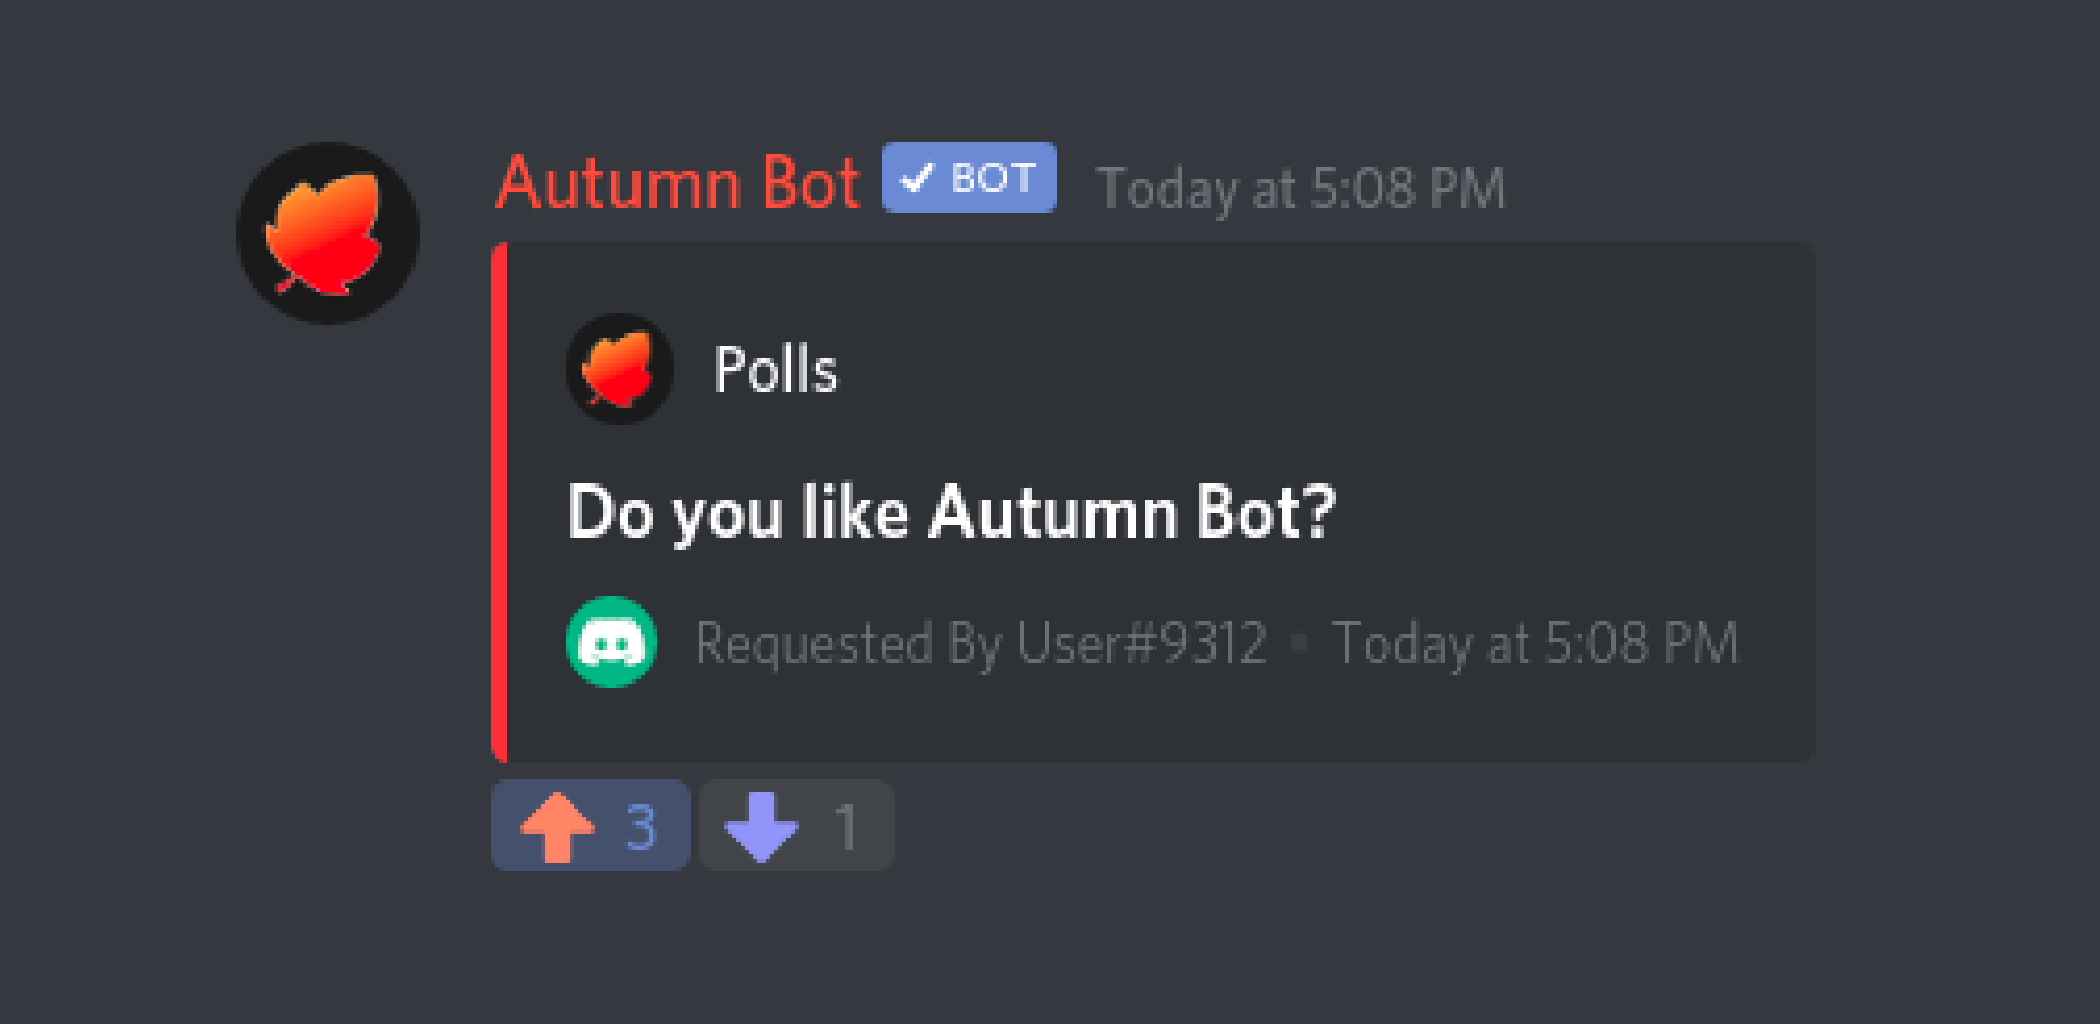 Autumn Bot ✓ BOT Today at 5:08 PM
Polls
Do you like Autumn Bot?
Requested By User#9312 • Today at 5:08 PM
3 1